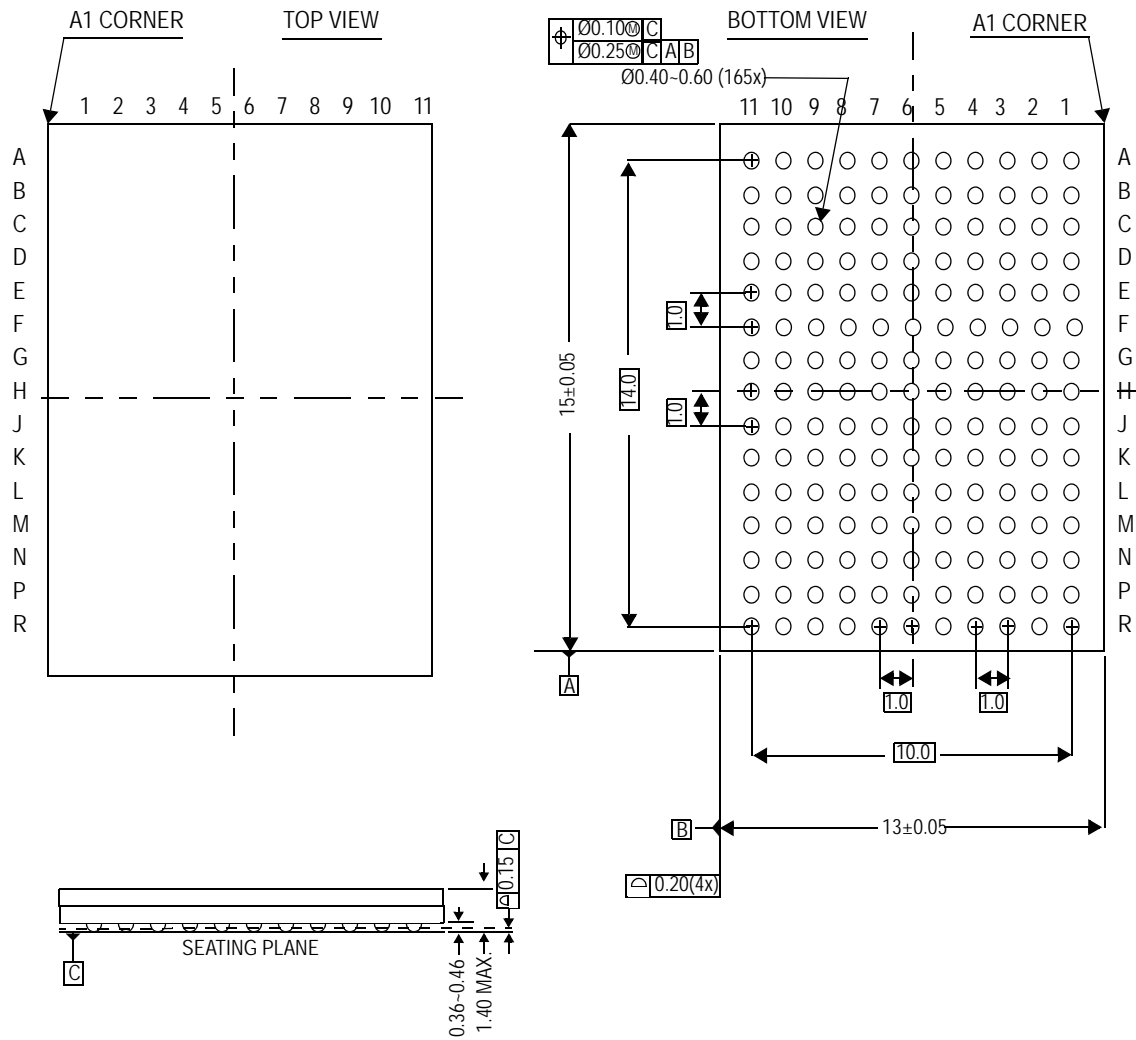 A1 CORNER
TOP VIEW
1 2 3 4 5 6 7 8 9 10 11
A
B
C
D
E
F
G
H
J
K
L
M
N
P
R
Ø0.10Ⓜ C
Ø0.25Ⓜ C A B
BOTTOM VIEW
A1 CORNER
Ø0.40~0.60 (165x)
11 10 9 8 7 6 5 4 3 2 1
A
B
C
D
E
F
G
H
J
K
L
M
N
P
R
1.0
1.0
14.0
15±0.05
A
1.0
1.0
10.0
B
13±0.05
0.20(4x)
0.15 C
SEATING PLANE
C
0.36~0.46
1.40 MAX.